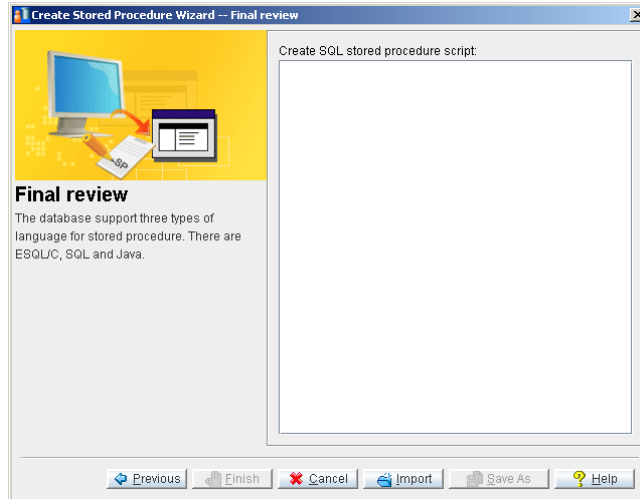 Create Stored Procedure Wizard -- Final review
Create SQL stored procedure script:
SP
Final review
The database support three types of
language for stored procedure. There are
ESQL/C, SQL and Java.
Previous Finish Cancel Import Save As Help